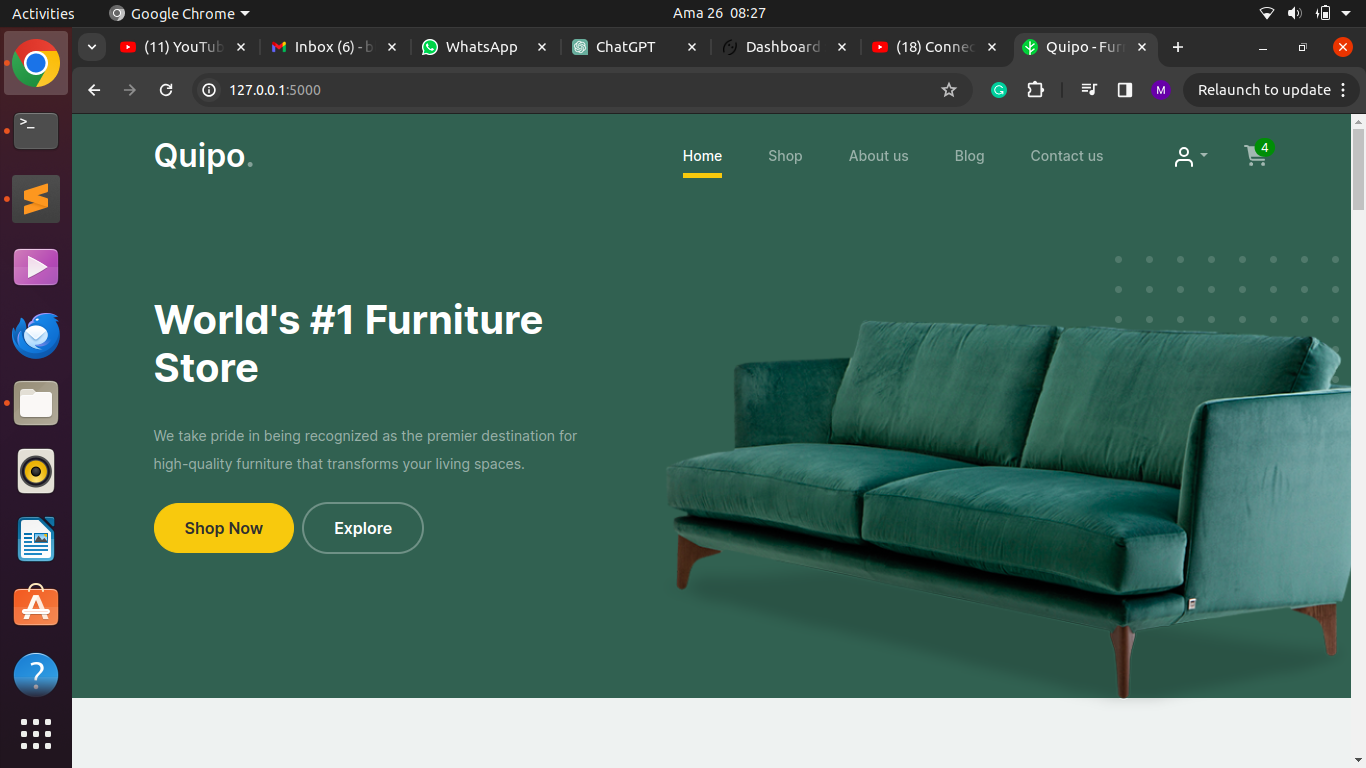 Activities
Google Chrome
Ama 26 08:27
(11) YouTub
Inbox (6) - b
WhatsApp
ChatGPT
Dashboard
(18) Connec
Quipo - Furn
127.0.0.1:5000
M
Relaunch to update
Quipo.
Home
Shop
About us
Blog
Contact us
4
World's #1 Furniture
Store
We take pride in being recognized as the premier destination for
high-quality furniture that transforms your living spaces.
Shop Now
Explore